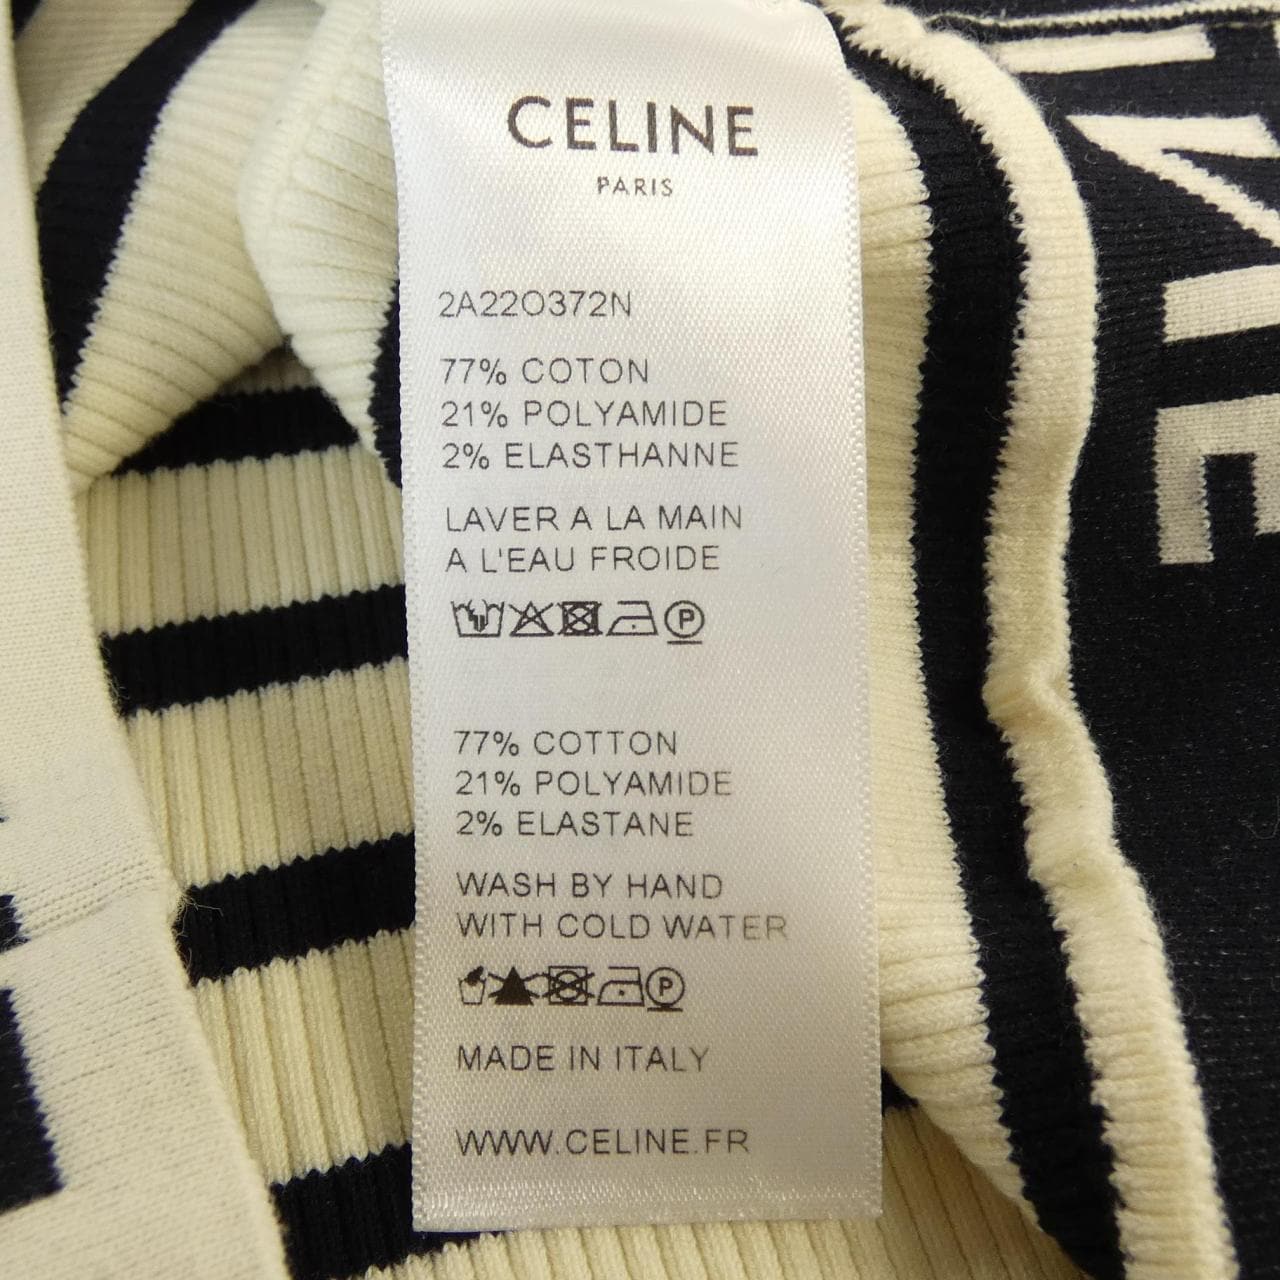 CELINE
PARIS
2A22O372N
77% COTON
21% POLYAMIDE
2% ELASTHANNE
LAVER A LA MAIN
A L'EAU FROIDE
P
77% COTTON
21% POLYAMIDE
2% ELASTANE
WASH BY HAND
WITH COLD WATER
P
MADE IN ITALY
WWW.CELINE.FR